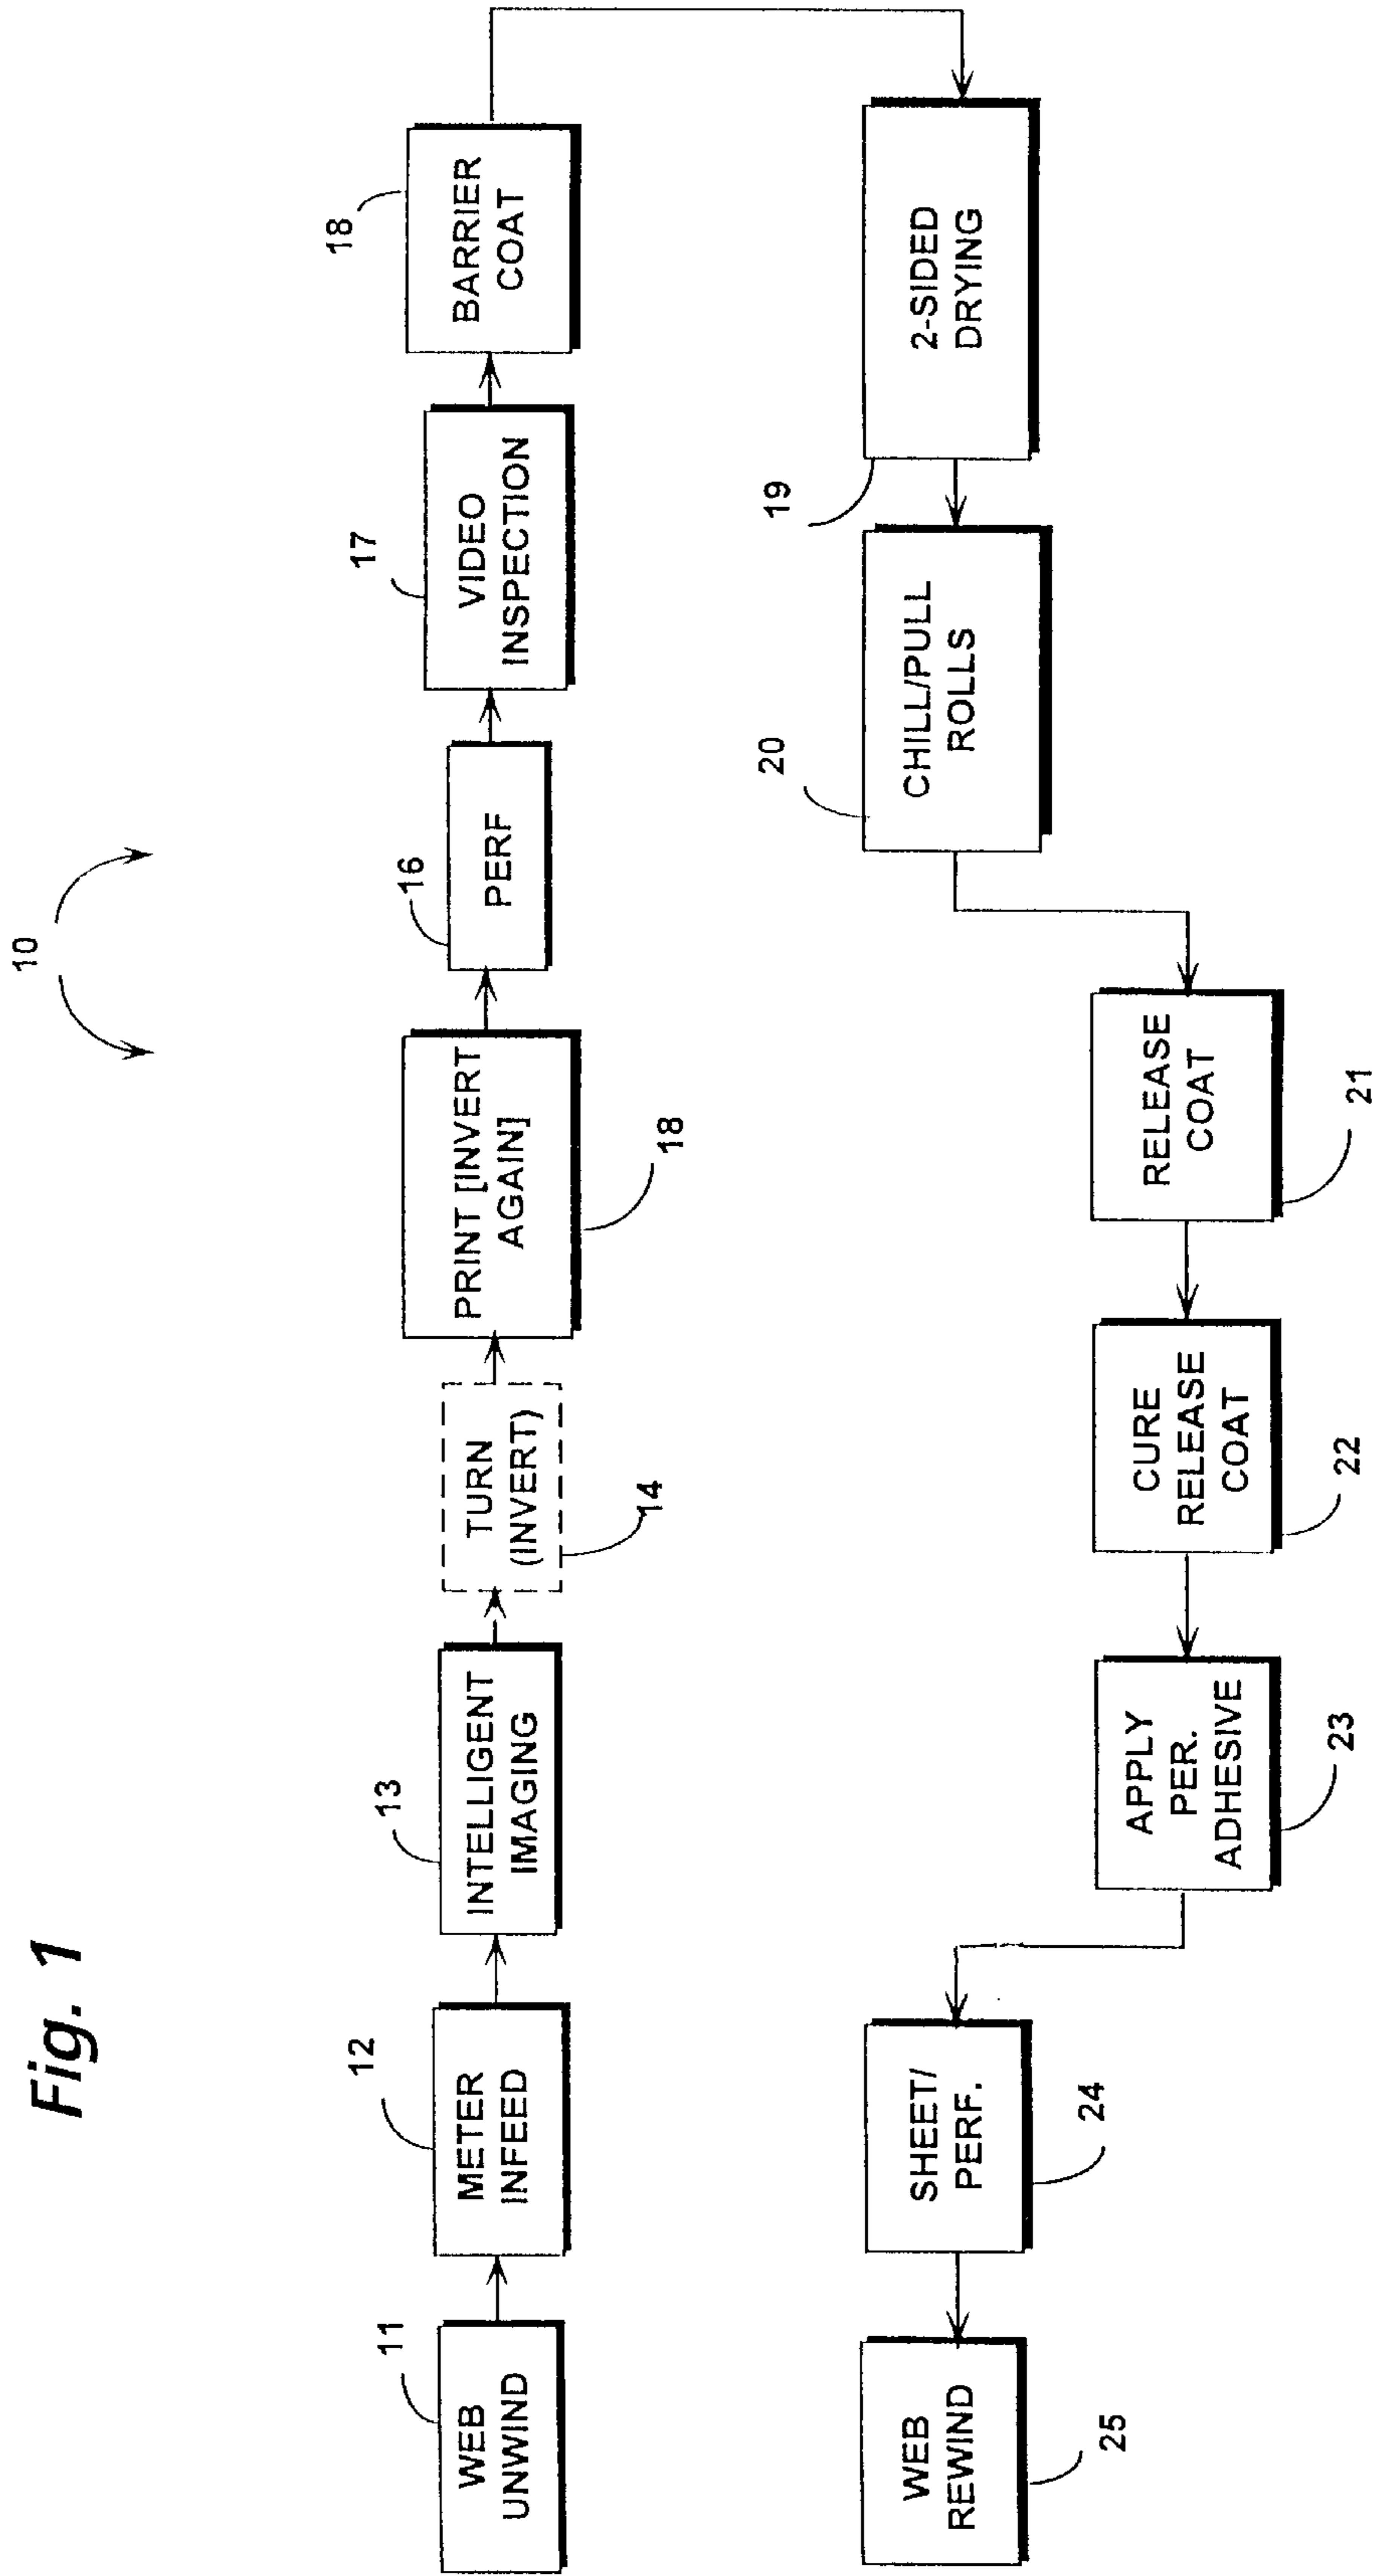 Fig. 1
10
11
WEB
UNWIND
12
METER
INFEED
13
INTELLIGENT
IMAGING
TURN
(INVERT)
14
PRINT [INVERT
AGAIN]
18
16
PERF
17
VIDEO
INSPECTION
18
BARRIER
COAT
2-SIDED
DRYING
19
CHILL/PULL
ROLLS
20
RELEASE
COAT
21
CURE
RELEASE
COAT
22
APPLY
PER.
ADHESIVE
23
SHEET/
PERF.
24
WEB
REWIND
25